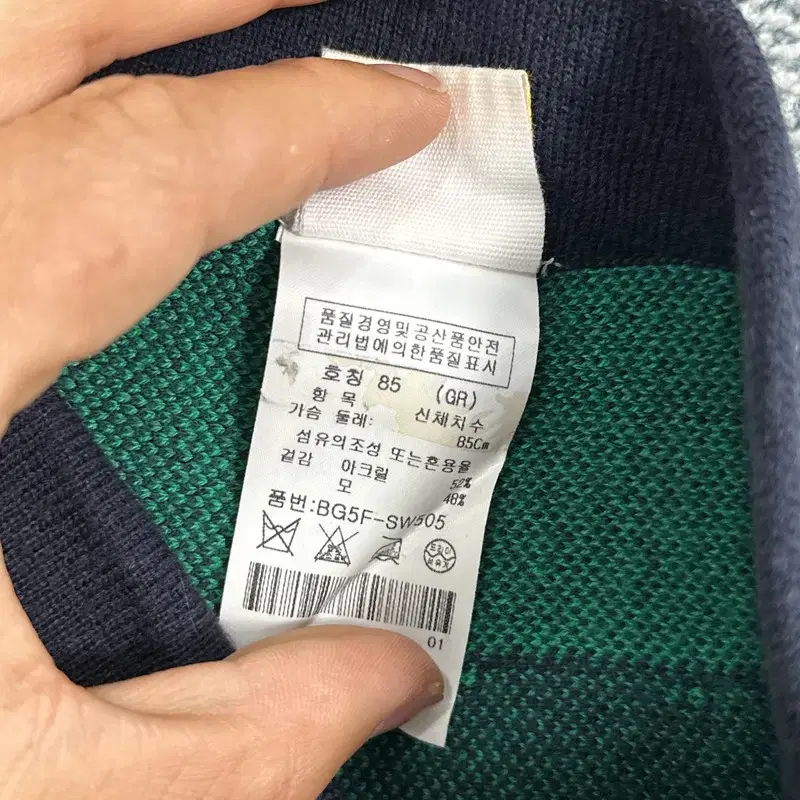 품질경영및공산품안전
관리법에의한품질표시
호칭 85 (GR)
항 목 신체치수
가슴 둘레: 85Cm
섬유의조성 또는혼용율
겉감 아크릴 52%
모 48%
품번:BG5F-SW505
드라이
01